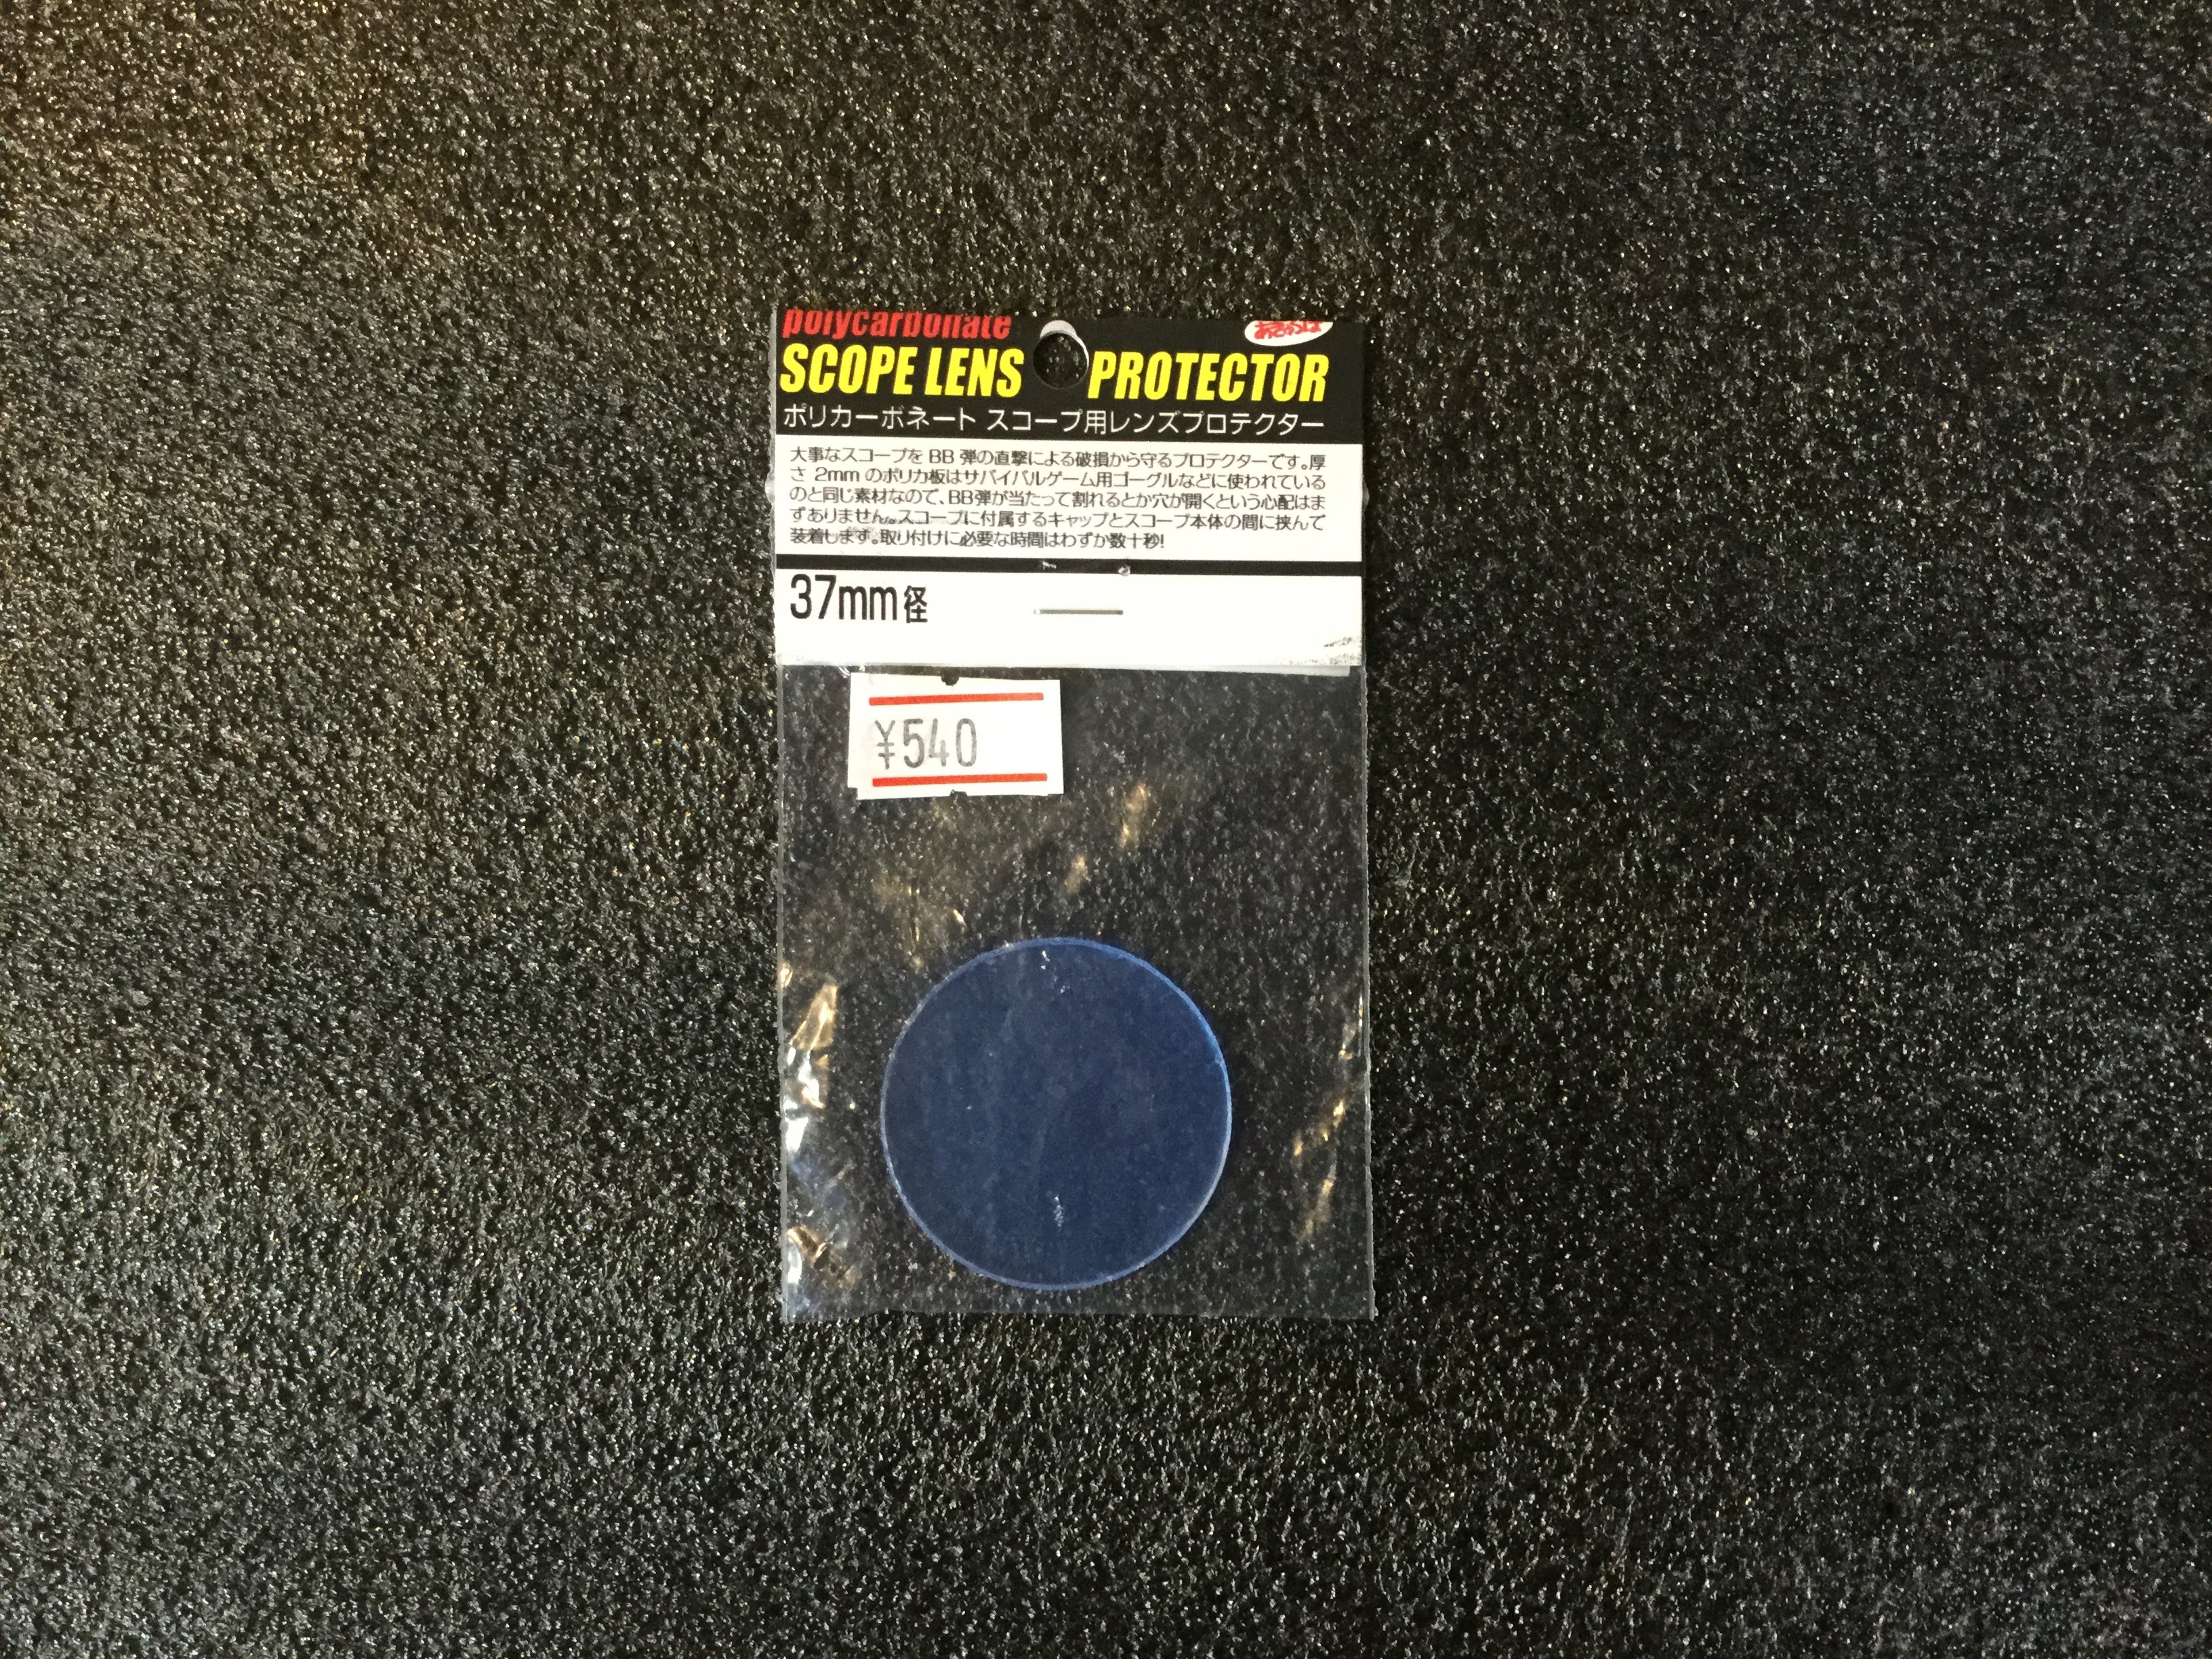 polycarbonate
SCOPE LENS PROTECTOR
ポリカーボネート スコープ用レンズプロテクター
大事なスコープを BB 弾の直撃による破損から守るプロテクターです。厚
さ 2mm のポリカ板はサバイバルゲーム用ゴーグルなどに使われている
のと同じ素材なので、BB弾が当たって割れるとか穴が開くという心配はま
ずありません。スコープに付属するキャップとスコープ本体の間に挟んで
装着します。取り付けに必要な時間はわずか数十秒!
37mm径
¥540